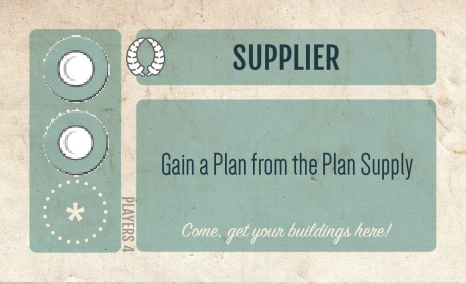 SUPPLIER
Gain a Plan from the Plan Supply
Come, get your buildings here!
*
PLAYERS 4